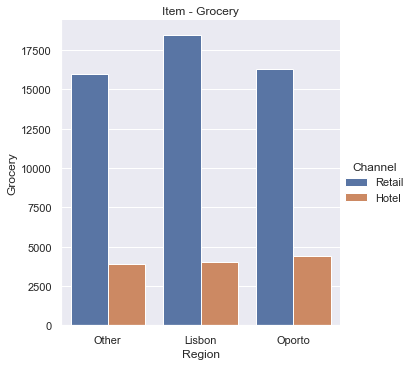 Item - Grocery
17500
15000
12500
10000
7500
5000
2500
0
Grocery
Other
Lisbon
Oporto
Region
Channel
Retail
Hotel